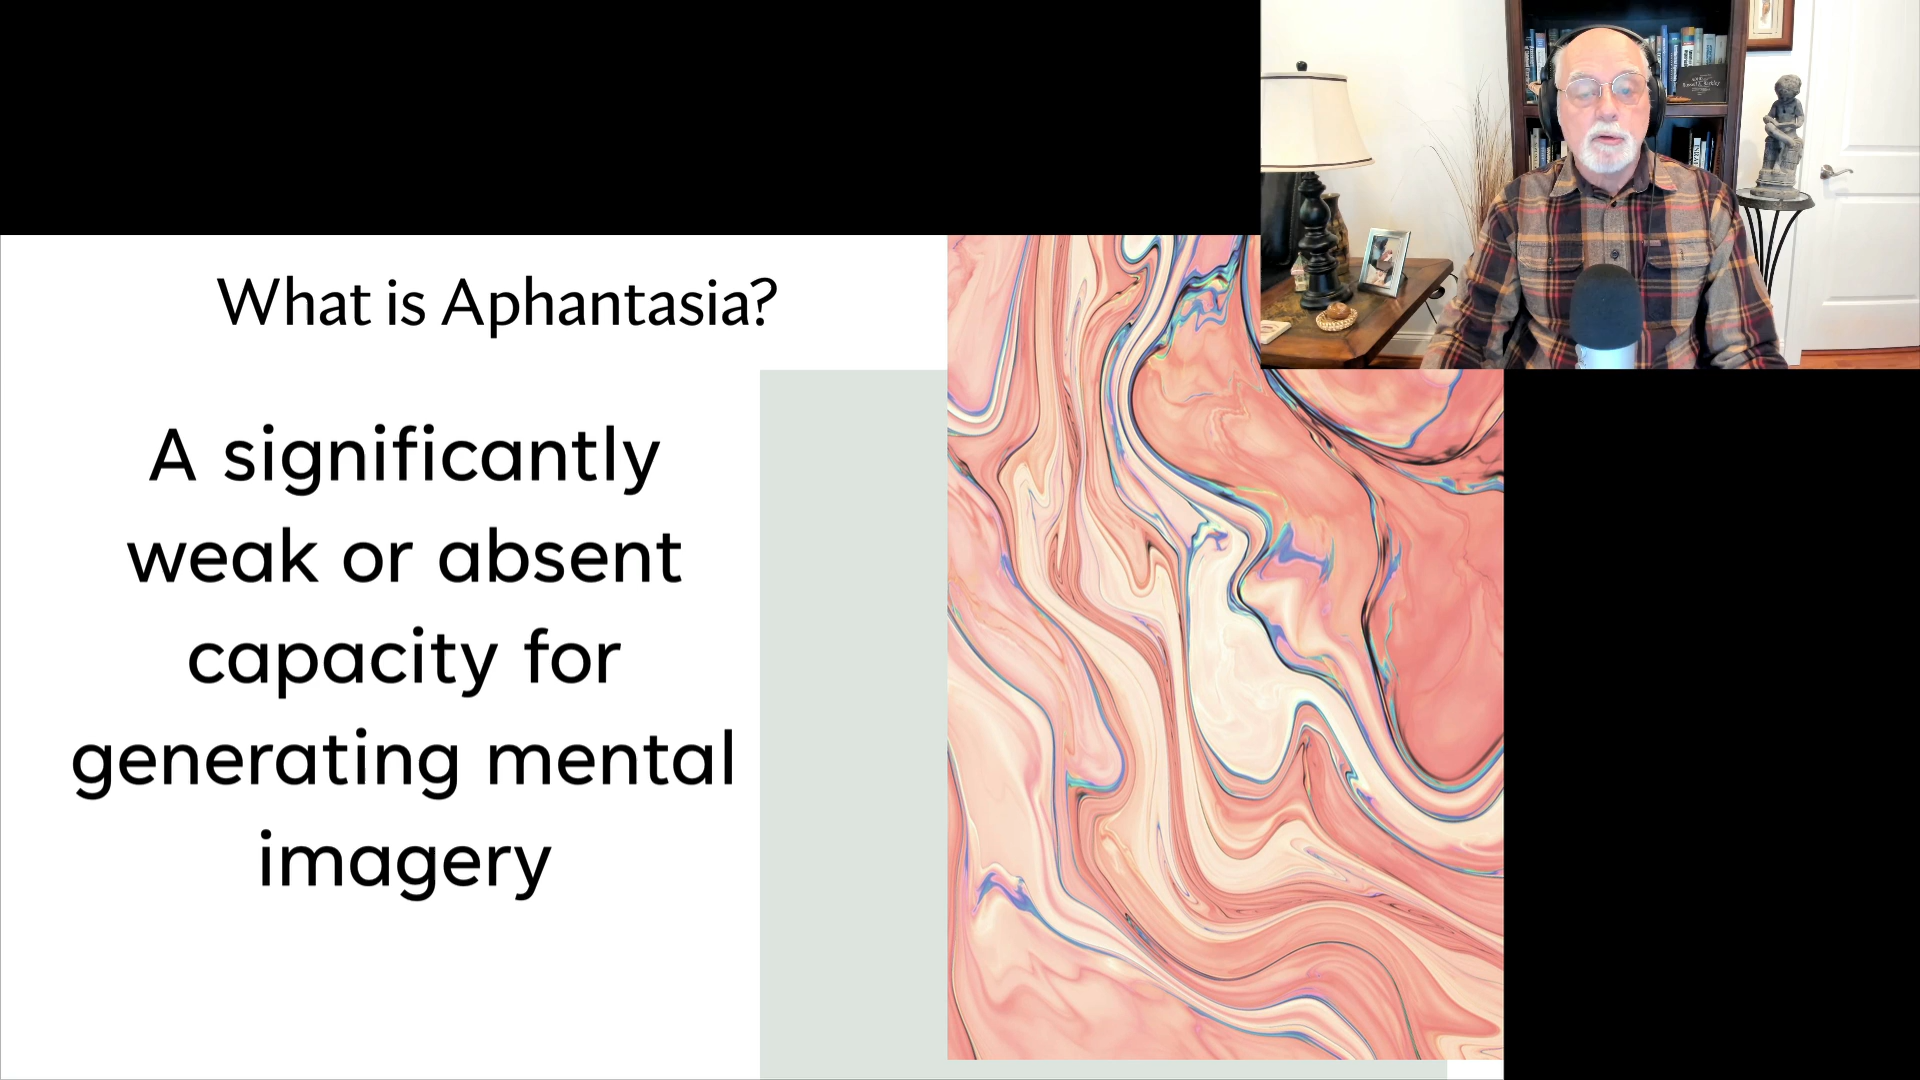 What is Aphantasia?
A significantly
weak or absent
capacity for
generating mental
imagery